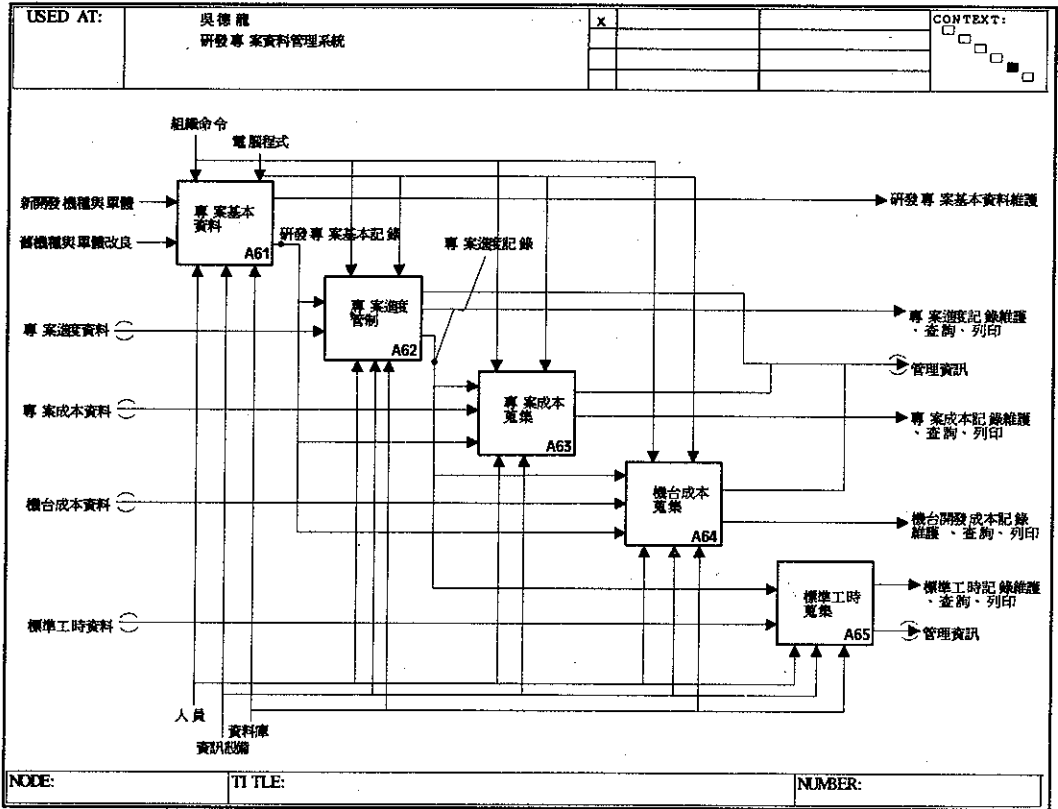 USED AT:
吳德龍
研發專案資料管理系統
X
CONTEXT:
組織命令
電腦程式
新開發機種與單體
舊機種與單體改良
專案基本
資料
A61
研發專案基本記錄
專案進度記錄
研發專案基本資料維護
專案進度資料
專案進度
管制
A62
專案進度記錄維護
、查詢、列印
管理資訊
專案成本資料
專案成本
蒐集
A63
專案成本記錄維護
、查詢、列印
機台成本資料
機台成本
蒐集
A64
機台開發成本記錄
維護、查詢、列印
標準工時資料
標準工時
蒐集
A65
標準工時記錄維護
、查詢、列印
管理資訊
人員
資料庫
資訊設備
NODE:
TITLE:
NUMBER: